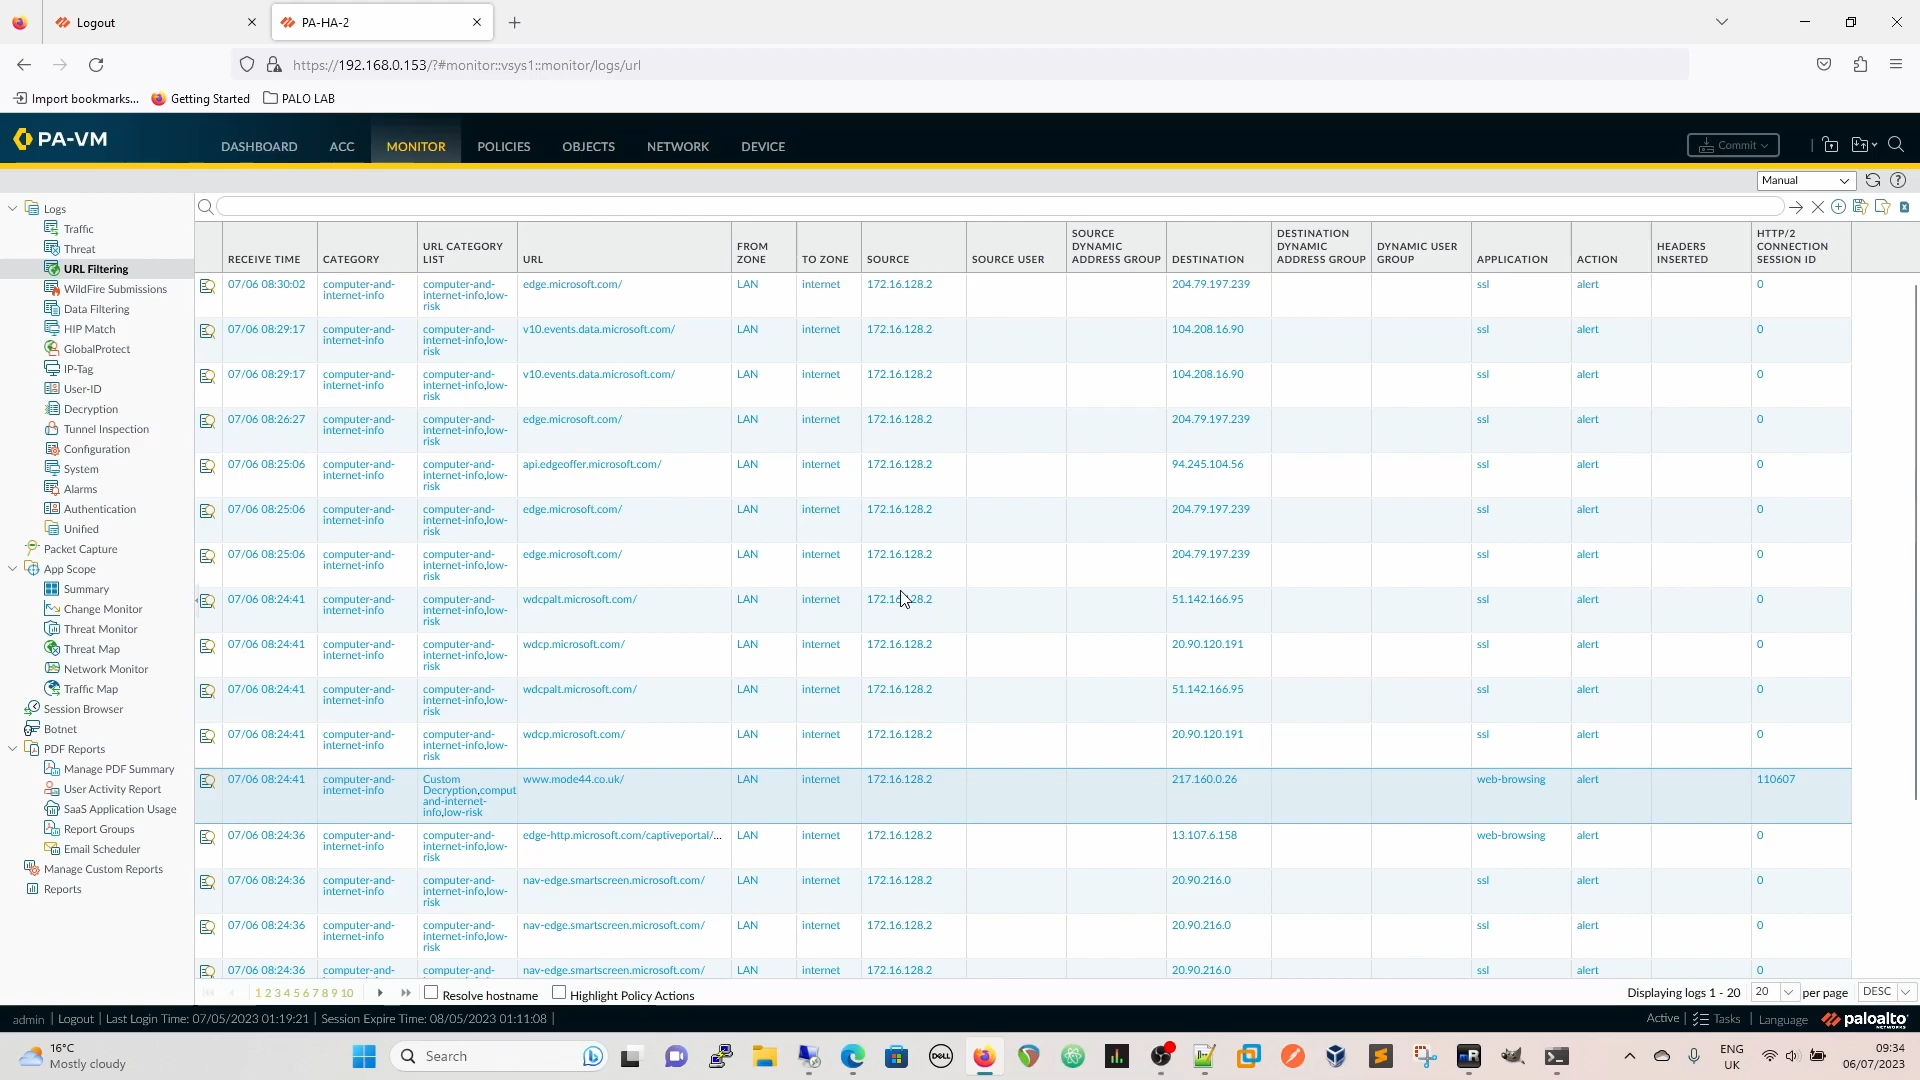 Logout
PA-HA-2
https://192.168.0.153/?#monitor::vsys1::monitor/logs/url
Import bookmarks... Getting Started PALO LAB
PA-VM
DASHBOARD ACC MONITOR POLICIES OBJECTS NETWORK DEVICE
Commit
Manual
Logs
Traffic
Threat
URL Filtering
WildFire Submissions
Data Filtering
HIP Match
GlobalProtect
IP-Tag
User-ID
Decryption
Tunnel Inspection
Configuration
System
Alarms
Authentication
Unified
Packet Capture
App Scope
Summary
Change Monitor
Threat Monitor
Threat Map
Network Monitor
Traffic Map
Session Browser
Botnet
PDF Reports
Manage PDF Summary
User Activity Report
SaaS Application Usage
Report Groups
Email Scheduler
Manage Custom Reports
Reports
RECEIVE TIME CATEGORY URL CATEGORY LIST URL FROM ZONE TO ZONE SOURCE SOURCE USER SOURCE DYNAMIC ADDRESS GROUP DESTINATION DESTINATION DYNAMIC ADDRESS GROUP DYNAMIC USER GROUP APPLICATION ACTION HEADERS INSERTED HTTP/2 CONNECTION SESSION ID
07/06 08:30:02 computer-and-internet-info computer-and-internet-info,low-risk edge.microsoft.com/ LAN internet 172.16.128.2 204.79.197.239 ssl alert 0
07/06 08:29:17 computer-and-internet-info computer-and-internet-info,low-risk v10.events.data.microsoft.com/ LAN internet 172.16.128.2 104.208.16.90 ssl alert 0
07/06 08:29:17 computer-and-internet-info computer-and-internet-info,low-risk v10.events.data.microsoft.com/ LAN internet 172.16.128.2 104.208.16.90 ssl alert 0
07/06 08:26:27 computer-and-internet-info computer-and-internet-info,low-risk edge.microsoft.com/ LAN internet 172.16.128.2 204.79.197.239 ssl alert 0
07/06 08:25:06 computer-and-internet-info computer-and-internet-info,low-risk api.edgeoffer.microsoft.com/ LAN internet 172.16.128.2 94.245.104.56 ssl alert 0
07/06 08:25:06 computer-and-internet-info computer-and-internet-info,low-risk edge.microsoft.com/ LAN internet 172.16.128.2 204.79.197.239 ssl alert 0
07/06 08:25:06 computer-and-internet-info computer-and-internet-info,low-risk edge.microsoft.com/ LAN internet 172.16.128.2 204.79.197.239 ssl alert 0
07/06 08:24:41 computer-and-internet-info computer-and-internet-info,low-risk wdcpalt.microsoft.com/ LAN internet 172.16.128.2 51.142.166.95 ssl alert 0
07/06 08:24:41 computer-and-internet-info computer-and-internet-info,low-risk wdcp.microsoft.com/ LAN internet 172.16.128.2 20.90.120.191 ssl alert 0
07/06 08:24:41 computer-and-internet-info computer-and-internet-info,low-risk wdcpalt.microsoft.com/ LAN internet 172.16.128.2 51.142.166.95 ssl alert 0
07/06 08:24:41 computer-and-internet-info computer-and-internet-info,low-risk wdcp.microsoft.com/ LAN internet 172.16.128.2 20.90.120.191 ssl alert 0
07/06 08:24:41 computer-and-internet-info Custom Decryption,comput and-internet-info,low-risk www.mode44.co.uk/ LAN internet 172.16.128.2 217.160.0.26 web-browsing alert 110607
07/06 08:24:36 computer-and-internet-info computer-and-internet-info,low-risk edge-http.microsoft.com/captiveportal/... LAN internet 172.16.128.2 13.107.6.158 web-browsing alert 0
07/06 08:24:36 computer-and-internet-info computer-and-internet-info,low-risk nav-edge.smartscreen.microsoft.com/ LAN internet 172.16.128.2 20.90.216.0 ssl alert 0
07/06 08:24:36 computer-and-internet-info computer-and-internet-info,low-risk nav-edge.smartscreen.microsoft.com/ LAN internet 172.16.128.2 20.90.216.0 ssl alert 0
07/06 08:24:36 computer-and- computer-and- nav-edge.smartscreen.microsoft.com/ LAN internet 172.16.128.2 20.90.216.0 ssl alert 0
1 2 3 4 5 6 7 8 9 10 Resolve hostname Highlight Policy Actions Displaying logs 1 - 20 20 per page DESC
admin | Logout | Last Login Time: 07/05/2023 01:19:21 | Session Expire Time: 08/05/2023 01:11:08 | Active | Tasks | Language paloalto NETWORKS
16°C
Mostly cloudy
Search
DELL
ENG
UK
09:34
06/07/2023